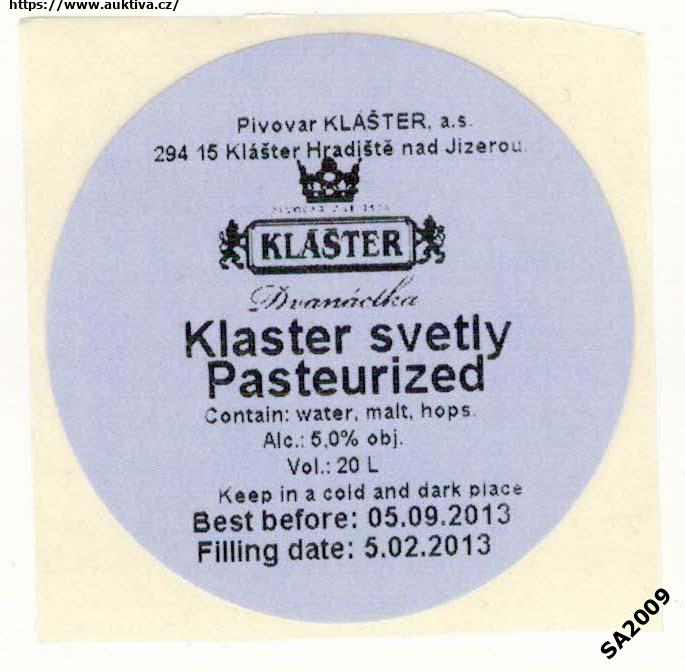 https://www.auktiva.cz/
Pivovar KLÁŠTER, a.s.
294 15 Klášter Hradiště nad Jizerou.
KLÁŠTER
Dvanáctka
Klaster svetly
Pasteurized
Contain: water, malt, hops.
Alc.: 5,0% obj.
Vol.: 20 L
Keep in a cold and dark place
Best before: 05.09.2013
Filling date: 5.02.2013
SA2009